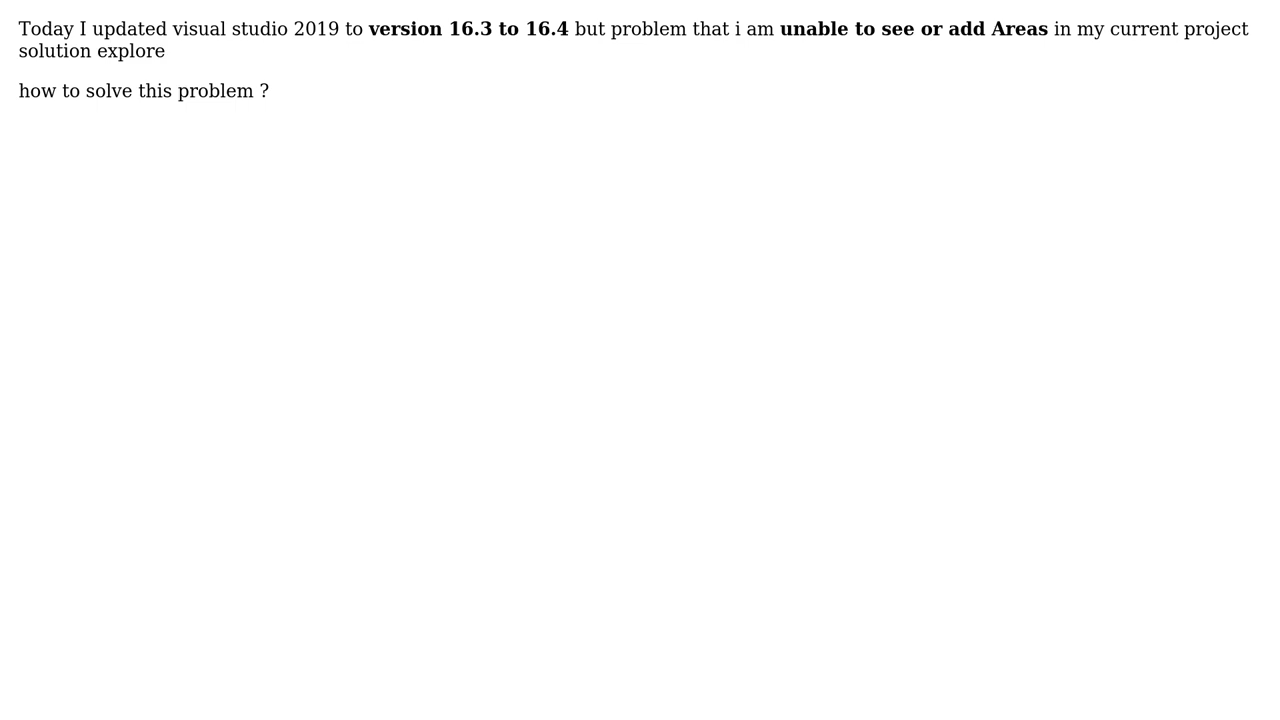 Today I updated visual studio 2019 to version 16.3 to 16.4 but problem that i am unable to see or add Areas in my current project
solution explore
how to solve this problem ?